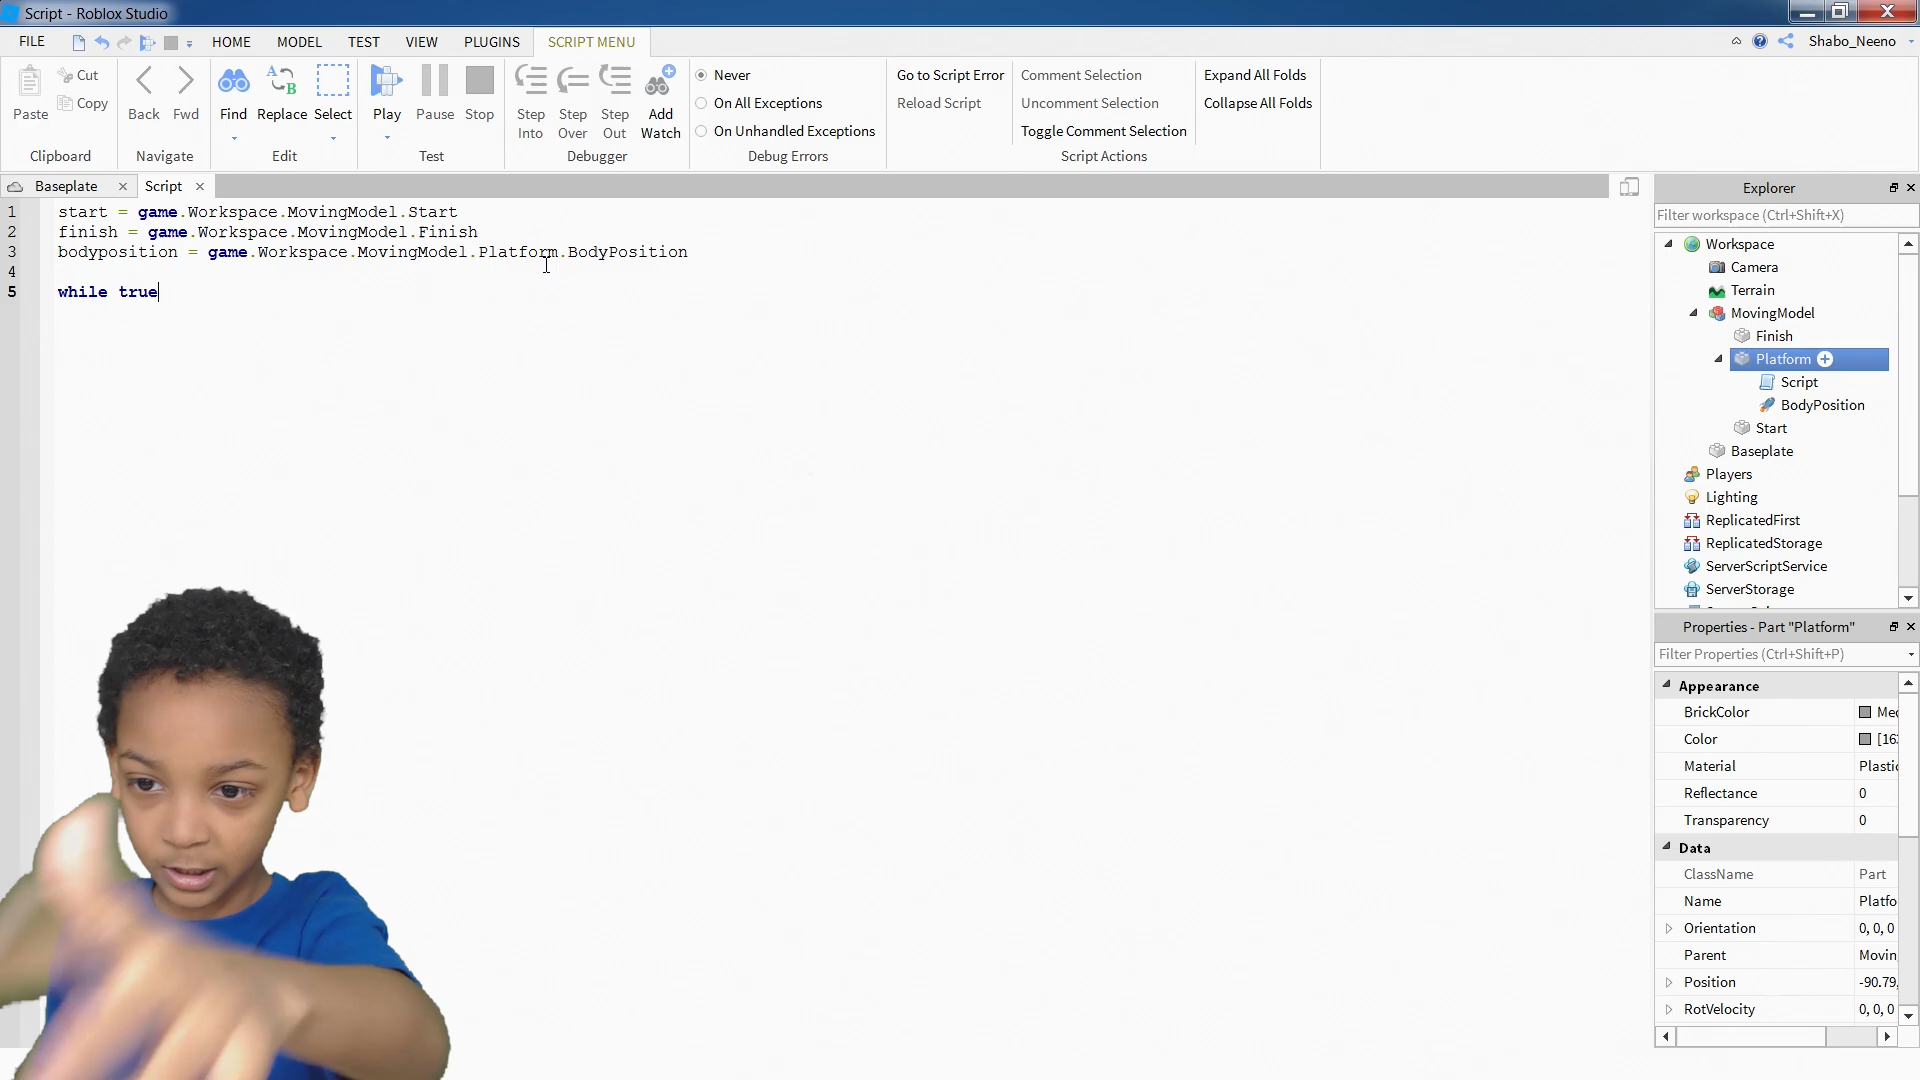 Script - Roblox Studio
FILE HOME MODEL TEST VIEW PLUGINS SCRIPT MENU Shabo_Neeno
Paste
Cut
Copy
Clipboard
Back Fwd
Navigate
Find Replace Select
Edit
Play Pause Stop
Test
Step Into
Step Over
Step Out
Add Watch
Debugger
Never
On All Exceptions
On Unhandled Exceptions
Debug Errors
Go to Script Error
Reload Script
Comment Selection
Uncomment Selection
Toggle Comment Selection
Expand All Folds
Collapse All Folds
Script Actions
Baseplate Script
1 start = game.Workspace.MovingModel.Start
2 finish = game.Workspace.MovingModel.Finish
3 bodyposition = game.Workspace.MovingModel.Platform.BodyPosition
4
5 while true
Explorer
Filter workspace (Ctrl+Shift+X)
Workspace
Camera
Terrain
MovingModel
Finish
Platform
Script
BodyPosition
Start
Baseplate
Players
Lighting
ReplicatedFirst
ReplicatedStorage
ServerScriptService
ServerStorage
Properties - Part "Platform"
Filter Properties (Ctrl+Shift+P)
Appearance
BrickColor Mec
Color [16
Material Plastic
Reflectance 0
Transparency 0
Data
ClassName Part
Name Platfo
Orientation 0, 0, 0
Parent Movin
Position -90.79,
RotVelocity 0, 0, 0